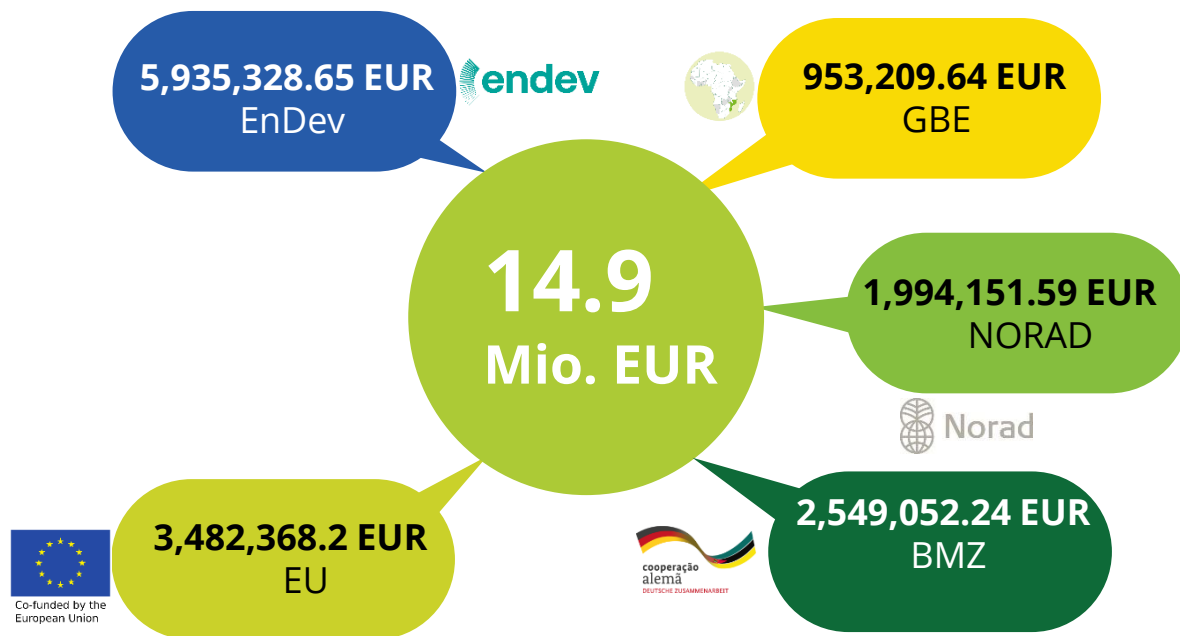 5,935,328.65 EUR
EnDev
endev
953,209.64 EUR
GBE
14.9
Mio. EUR
1,994,151.59 EUR
NORAD
Norad
3,482,368.2 EUR
EU
Co-funded by the
European Union
cooperação
alemã
DEUTSCHE ZUSAMMENARBEIT
2,549,052.24 EUR
BMZ